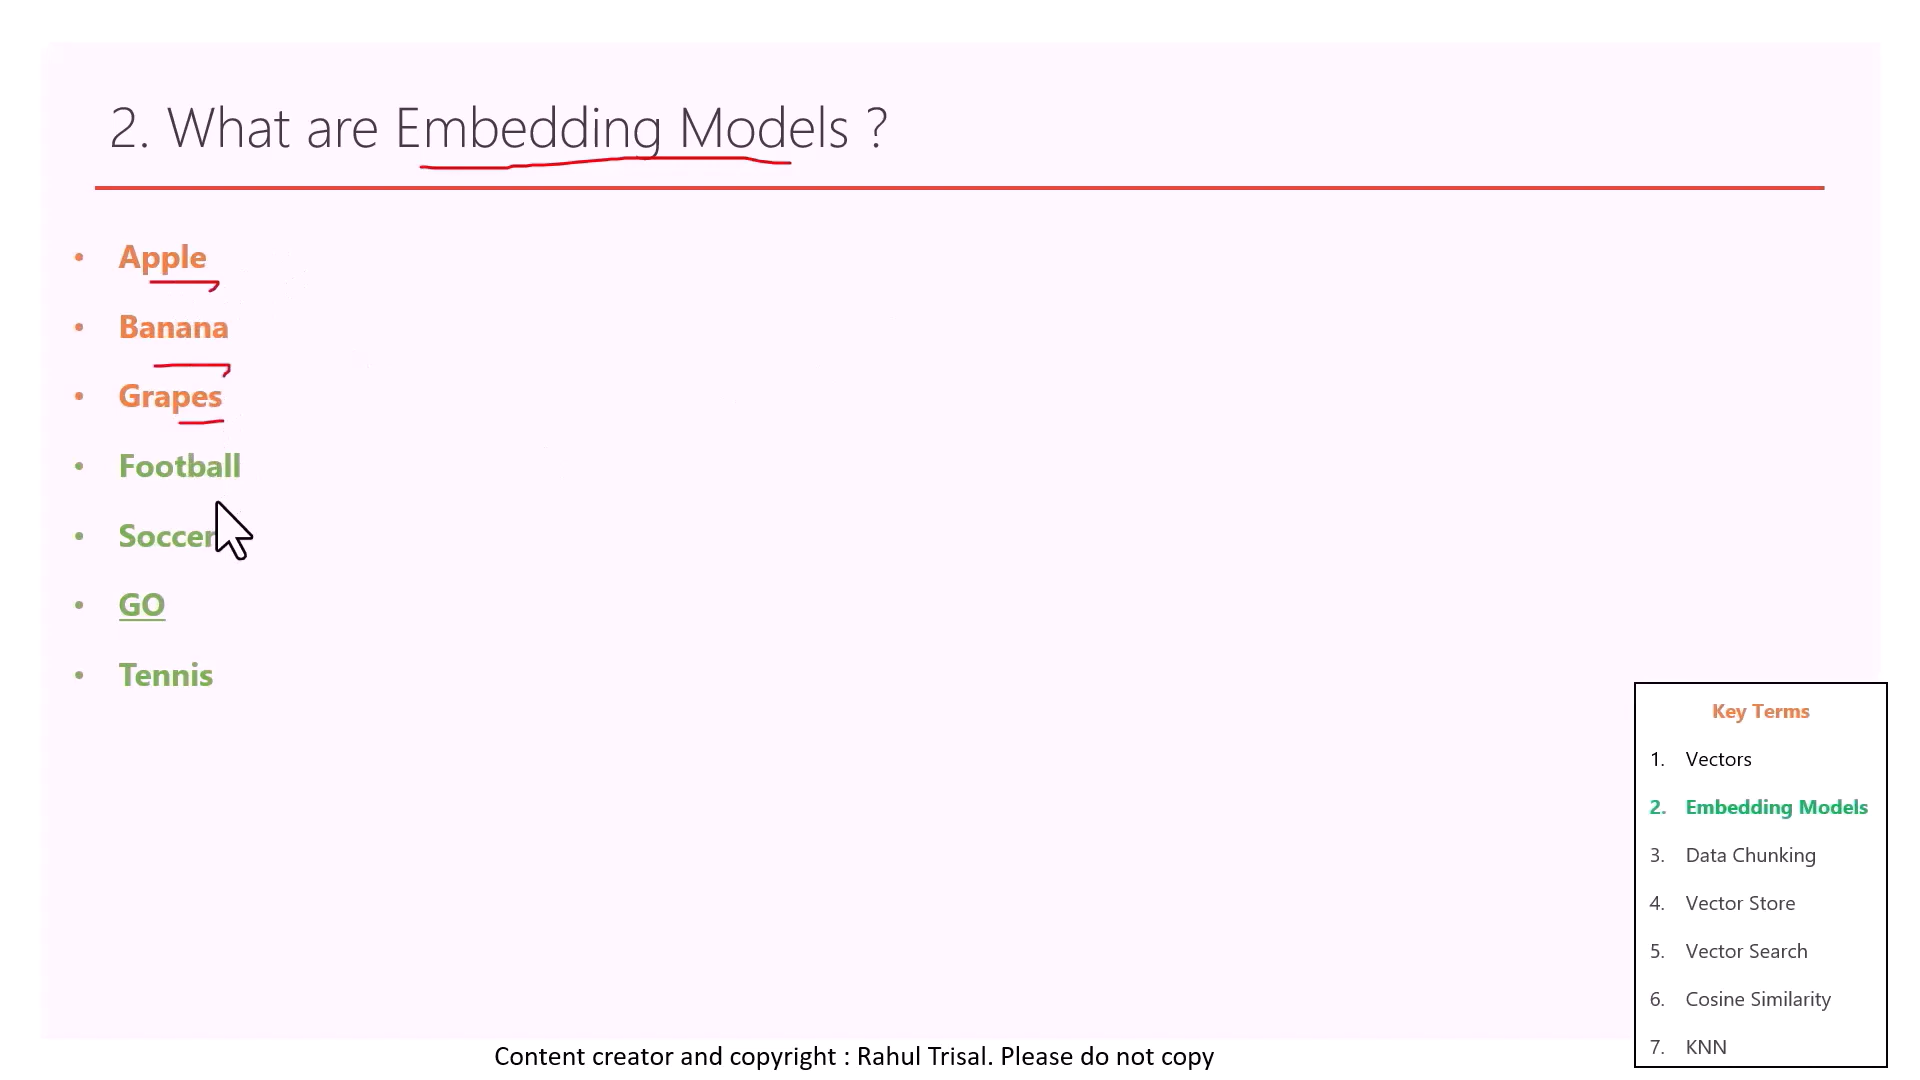 2. What are Embedding Models ?
• Apple
• Banana
• Grapes
• Football
• Soccer
• GO
• Tennis
Key Terms
1. Vectors
2. Embedding Models
3. Data Chunking
4. Vector Store
5. Vector Search
6. Cosine Similarity
7. KNN
Content creator and copyright : Rahul Trisal. Please do not copy